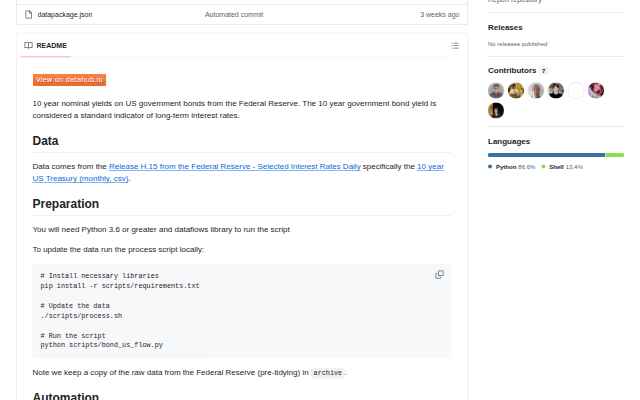 datapackage.json Automated commit 3 weeks ago
README
view on datahub.io
10 year nominal yields on US government bonds from the Federal Reserve. The 10 year government bond yield is
considered a standard indicator of long-term interest rates.
Data
Data comes from the Release H.15 from the Federal Reserve - Selected Interest Rates Daily specifically the 10 year
US Treasury (monthly, csv).
Preparation
You will need Python 3.6 or greater and dataflows library to run the script
To update the data run the process script locally:
# Install necessary libraries
pip install -r scripts/requirements.txt
# Update the data
./scripts/process.sh
# Run the script
python scripts/bond_us_flow.py
Note we keep a copy of the raw data from the Federal Reserve (pre-tidying) in archive.
Automation
Report repository
Releases
No releases published
Contributors 7
Languages
Python 86.6% Shell 13.4%